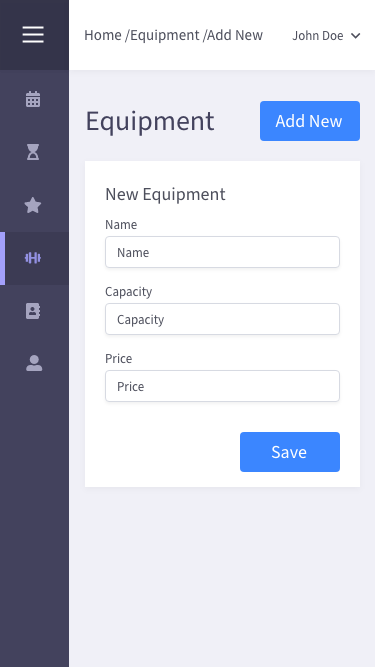 Home /Equipment /Add New John Doe
Equipment Add New
New Equipment
Name
Name
Capacity
Capacity
Price
Price
Save